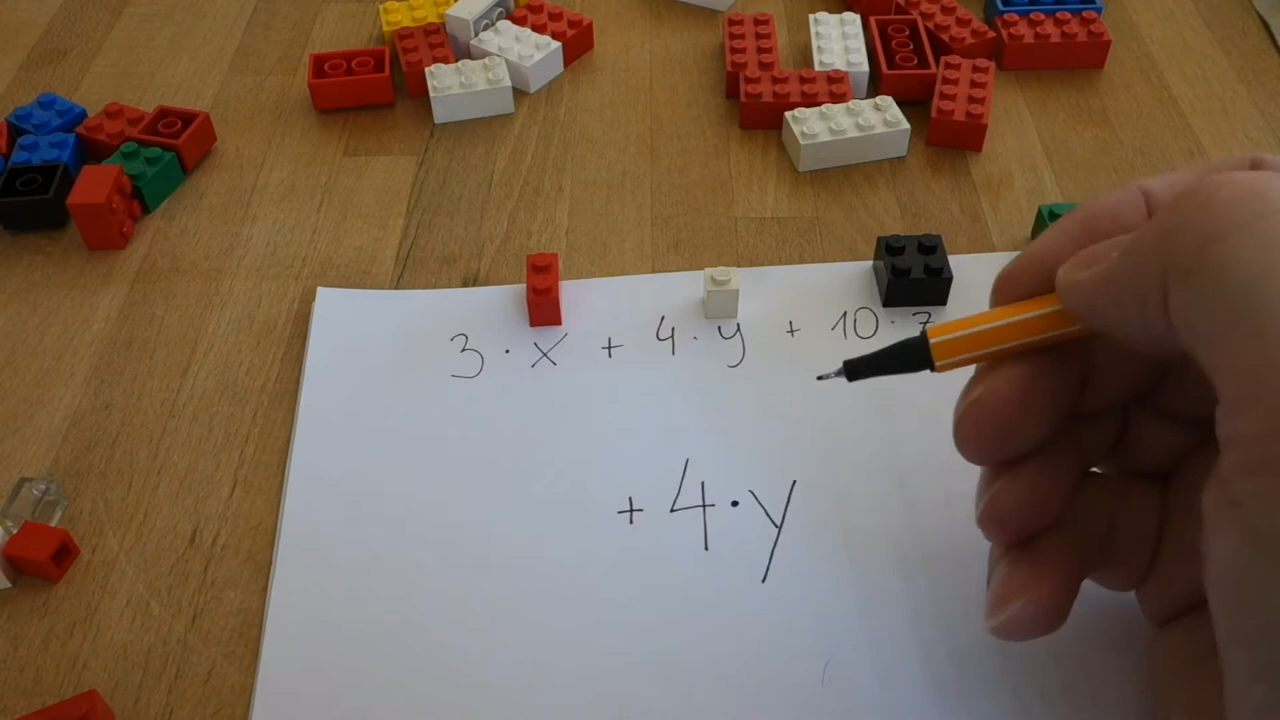 3 · x + 4 · y + 10 · z
+ 4 · y